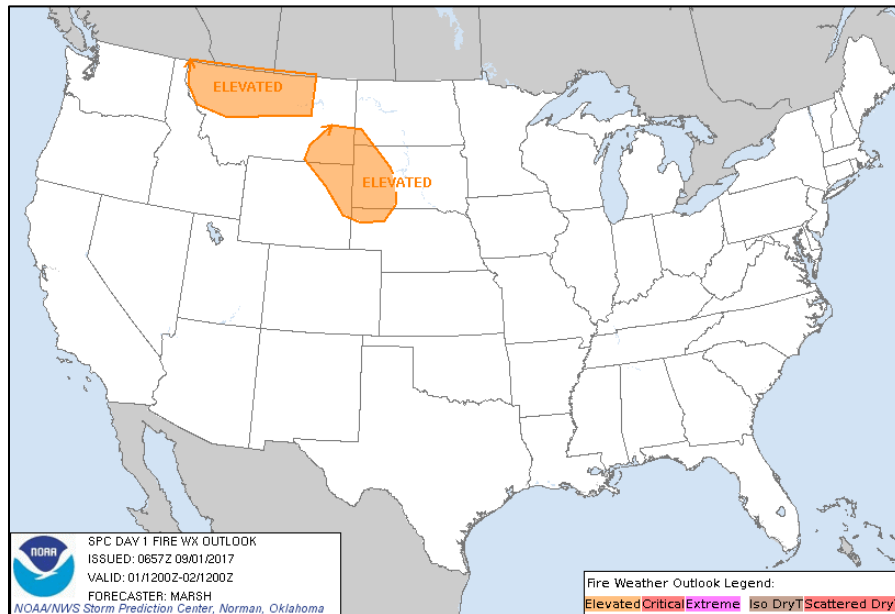 ELEVATED
ELEVATED
SPC DAY 1 FIRE WX OUTLOOK
ISSUED: 0657Z 09/01/2017
VALID: 01/1200Z-02/1200Z
FORECASTER: MARSH
NOAA
NOAA/NWS Storm Prediction Center, Norman, Oklahoma
Fire Weather Outlook Legend:
Elevated Critical Extreme Iso DryT Scattered Dry